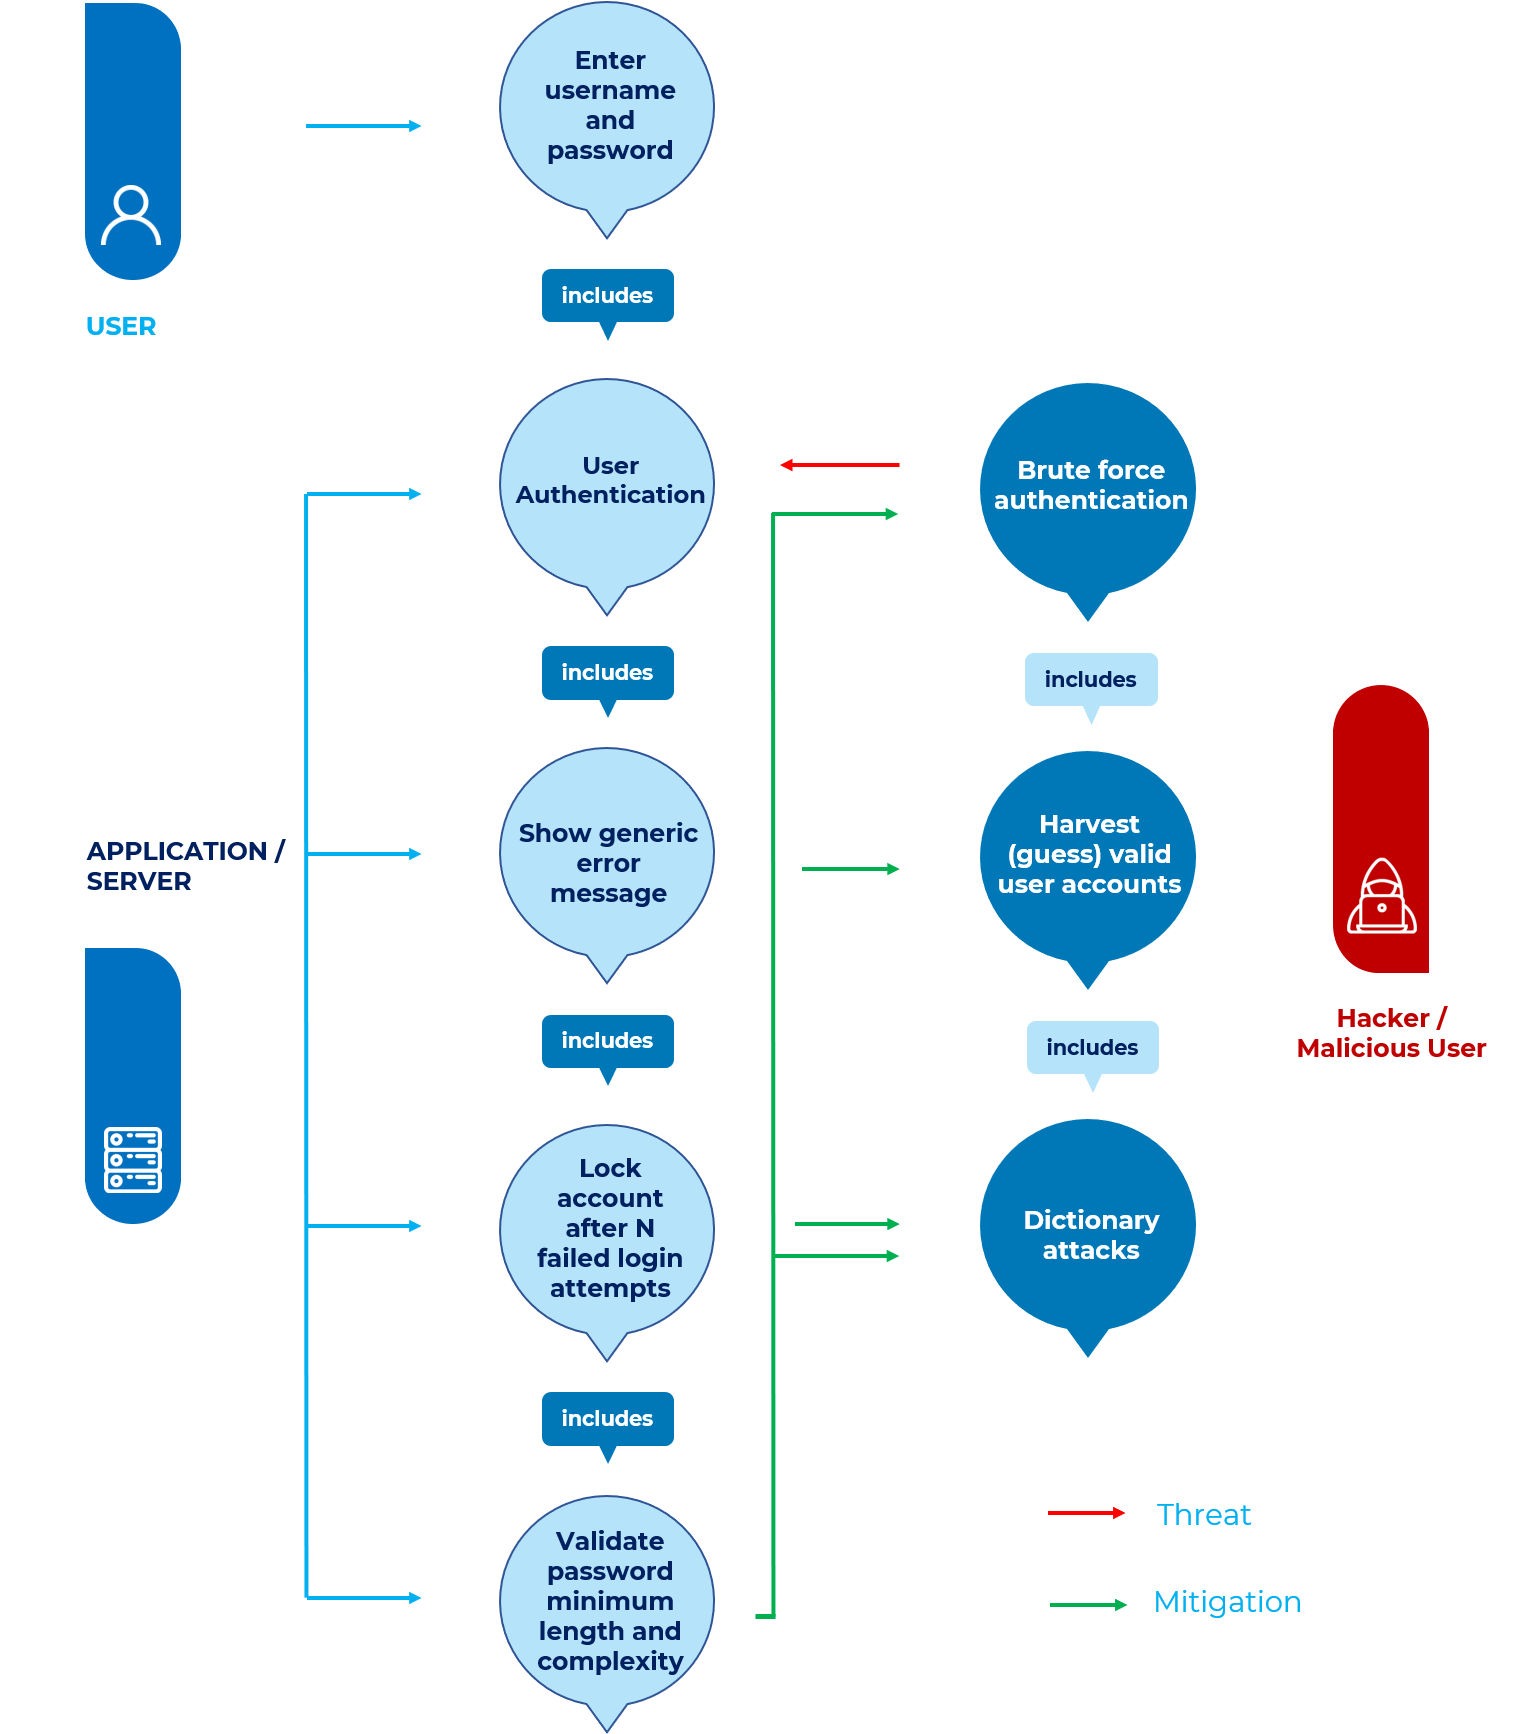 Enter
username
and
password
includes
USER
User
Authentication
Brute force
authentication
includes
includes
Show generic
error
message
Harvest
(guess) valid
user accounts
APPLICATION /
SERVER
includes
includes
Hacker /
Malicious User
Lock
account
after N
failed login
attempts
Dictionary
attacks
includes
Validate
password
minimum
length and
complexity
Threat
Mitigation